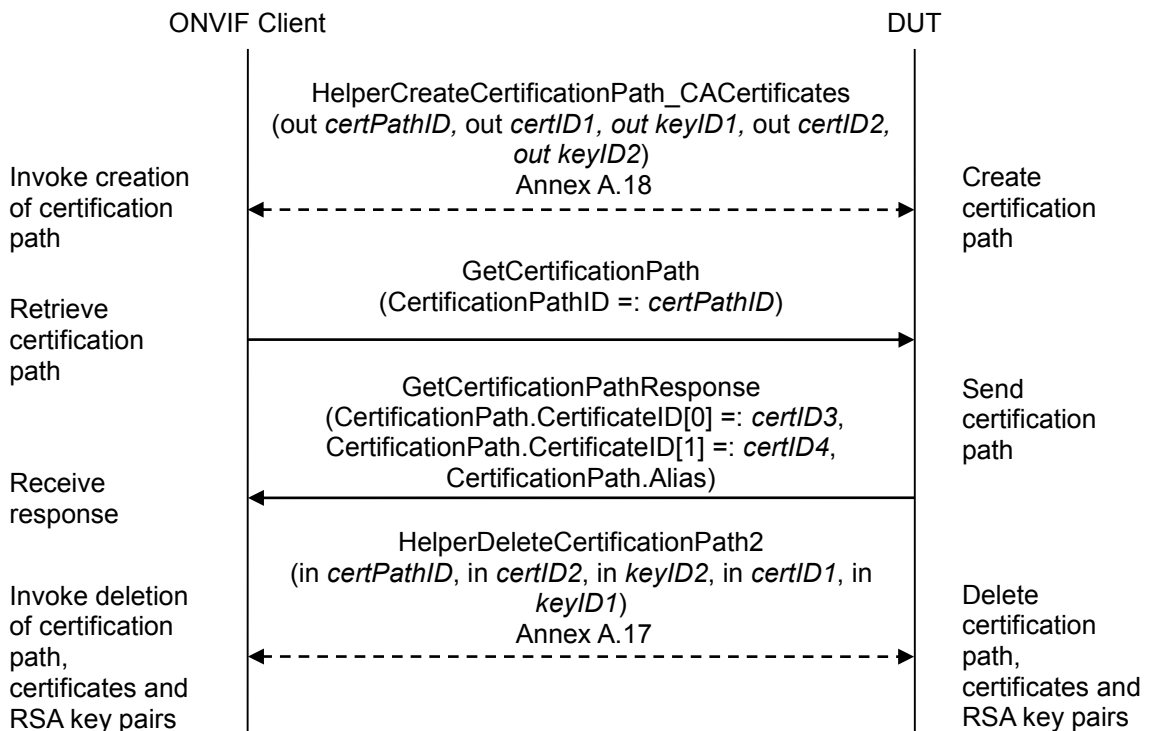 ONVIF Client
DUT
HelperCreateCertificationPath_CACertificates
(out certPathID, out certID1, out keyID1, out certID2,
out keyID2)
Annex A.18
Invoke creation
of certification
path
Create
certification
path
GetCertificationPath
(CertificationPathID =: certPathID)
Retrieve
certification
path
GetCertificationPathResponse
(CertificationPath.CertificateID[0] =: certID3,
CertificationPath.CertificateID[1] =: certID4,
CertificationPath.Alias)
Send
certification
path
Receive
response
HelperDeleteCertificationPath2
(in certPathID, in certID2, in keyID2, in certID1, in
keyID1)
Annex A.17
Invoke deletion
of certification
path,
certificates and
RSA key pairs
Delete
certification
path,
certificates and
RSA key pairs